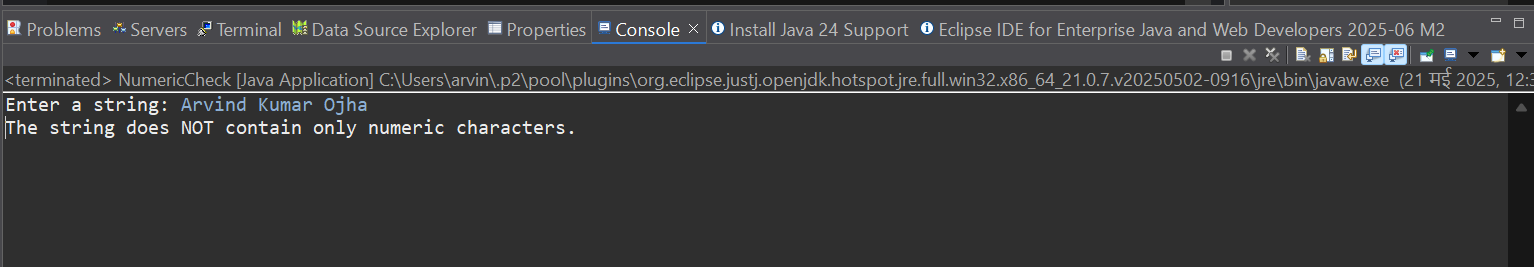 Problems Servers Terminal Data Source Explorer Properties Console Install Java 24 Support Eclipse IDE for Enterprise Java and Web Developers 2025-06 M2
<terminated> NumericCheck [Java Application] C:\Users\arvin\.p2\pool\plugins\org.eclipse.justj.openjdk.hotspot.jre.full.win32.x86_64_21.0.7.v20250502-0916\jre\bin\javaw.exe (21 मई 2025, 12:3
Enter a string: Arvind Kumar Ojha
The string does NOT contain only numeric characters.